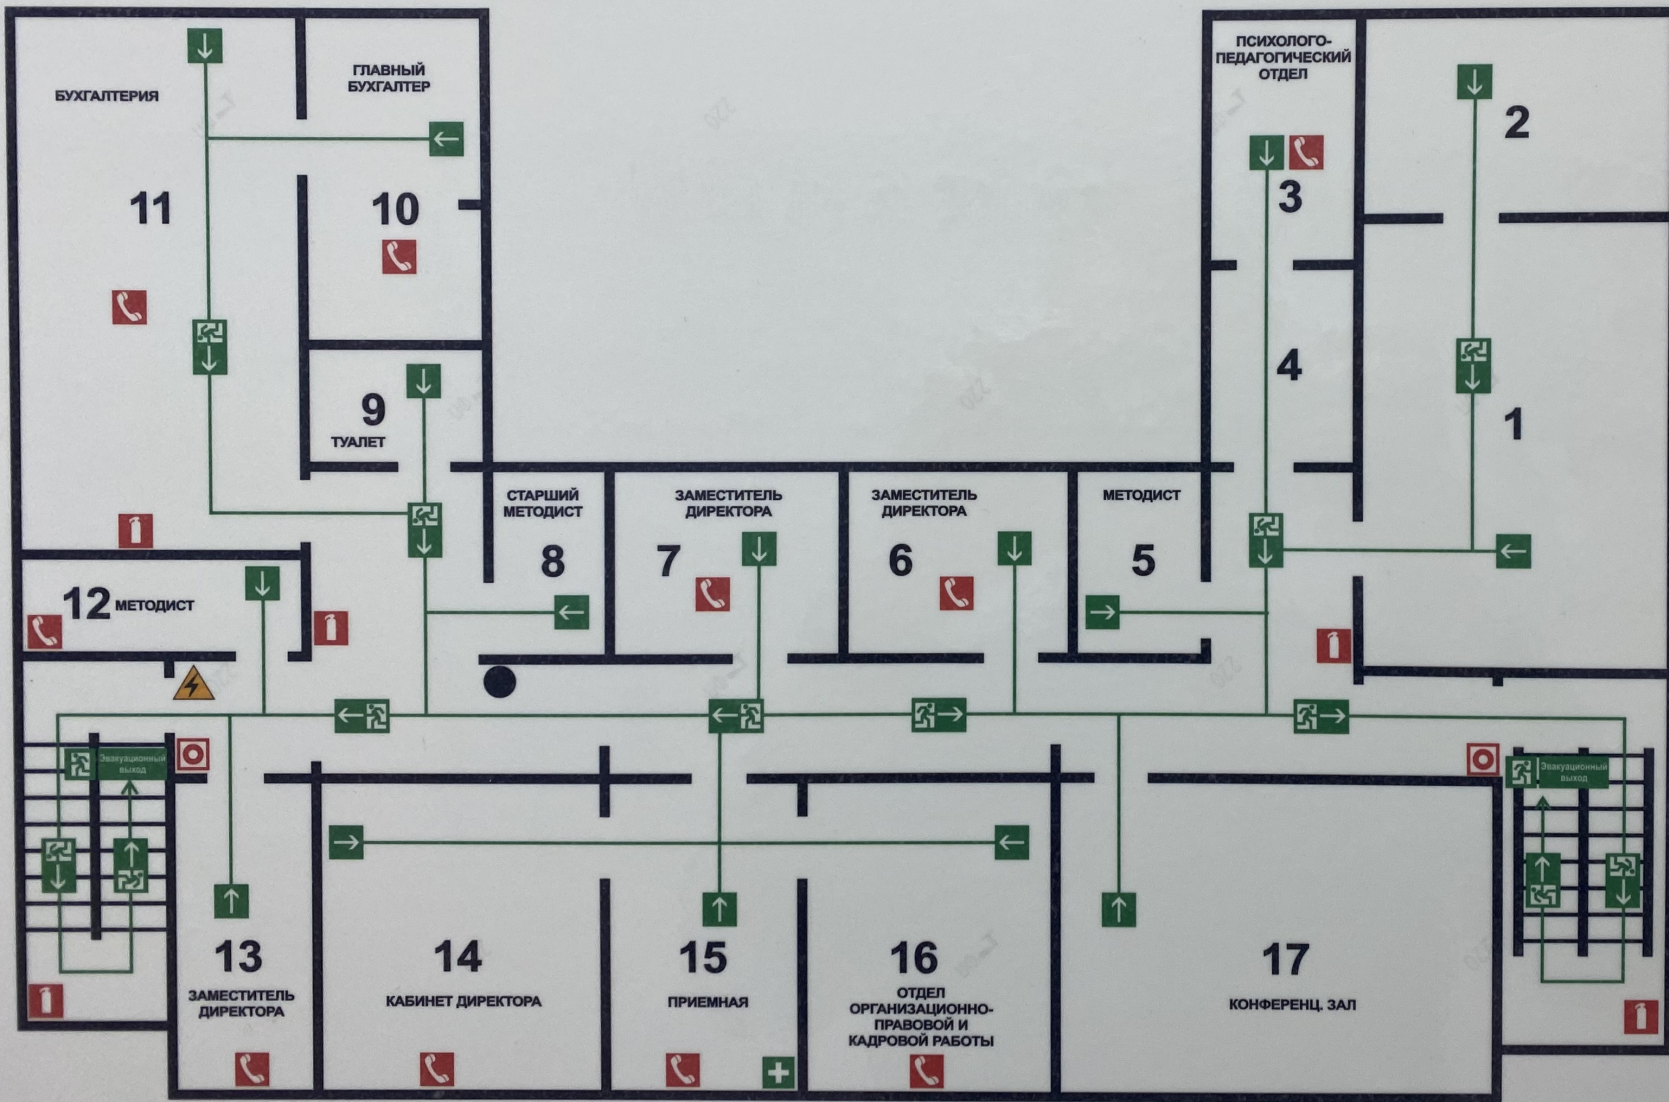 БУХГАЛТЕРИЯ
11
ГЛАВНЫЙ
БУХГАЛТЕР
10
ПСИХОЛОГО-
ПЕДАГОГИЧЕСКИЙ
ОТДЕЛ
3
2
4
1
9
ТУАЛЕТ
СТАРШИЙ
МЕТОДИСТ
8
ЗАМЕСТИТЕЛЬ
ДИРЕКТОРА
7
ЗАМЕСТИТЕЛЬ
ДИРЕКТОРА
6
МЕТОДИСТ
5
12 МЕТОДИСТ
Эвакуационный
выход
Эвакуационный
выход
13
ЗАМЕСТИТЕЛЬ
ДИРЕКТОРА
14
КАБИНЕТ ДИРЕКТОРА
15
ПРИЕМНАЯ
16
ОТДЕЛ
ОРГАНИЗАЦИОННО-
ПРАВОВОЙ И
КАДРОВОЙ РАБОТЫ
17
КОНФЕРЕНЦ. ЗАЛ